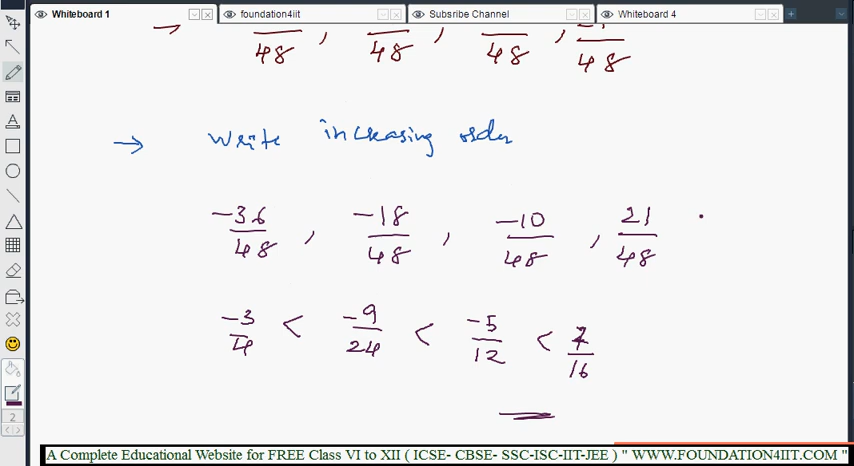 Whiteboard 1 foundation4iit Subsribe Channel Whiteboard 4
→ /48 , /48 , /48 , /48
→ Write increasing order
-36/48 , -18/48 , -10/48 , 21/48
-3/4 < -9/24 < -5/12 < 7/16
2
A Complete Educational Website for FREE Class VI to XII ( ICSE- CBSE- SSC-ISC-IIT-JEE ) " WWW.FOUNDATION4IIT.COM "